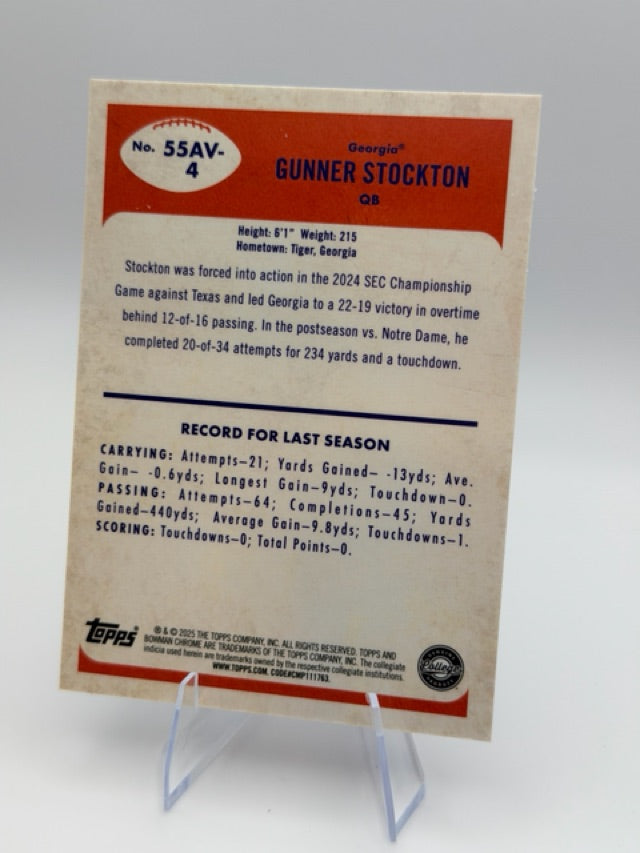 No. 55AV-
4
Georgia®
GUNNER STOCKTON
QB
Height: 6'1" Weight: 215
Hometown: Tiger, Georgia
Stockton was forced into action in the 2024 SEC Championship
Game against Texas and led Georgia to a 22-19 victory in overtime
behind 12-of-16 passing. In the postseason vs. Notre Dame, he
completed 20-of-34 attempts for 234 yards and a touchdown.
RECORD FOR LAST SEASON
CARRYING: Attempts–21; Yards Gained– -13yds; Ave.
Gain– -0.6yds; Longest Gain–9yds; Touchdown–0.
PASSING: Attempts–64; Completions–45; Yards
Gained–440yds; Average Gain–9.8yds; Touchdowns–1.
SCORING: Touchdowns–0; Total Points–0.
Topps
® & © 2025 THE TOPPS COMPANY, INC. ALL RIGHTS RESERVED. TOPPS AND
BOWMAN CHROME ARE TRADEMARKS OF THE TOPPS COMPANY, INC. The collegiate
indicia used herein are trademarks owned by the respective collegiate institutions.
WWW.TOPPS.COM. CODE#CMP111763.
College